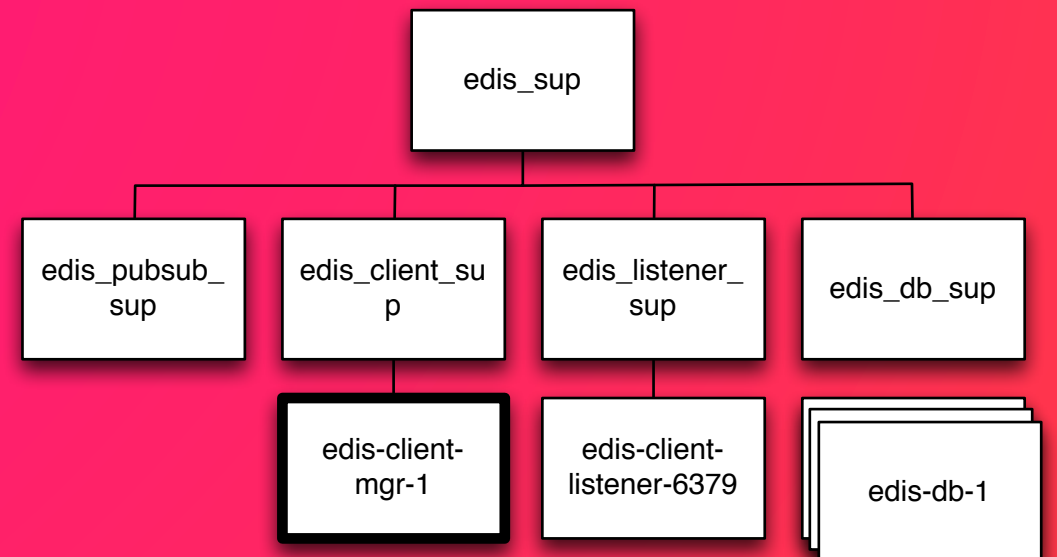 edis_sup
edis_pubsub_
sup
edis_client_su
p
edis_listener_
sup
edis_db_sup
edis-client-
mgr-1
edis-client-
listener-6379
edis-db-1